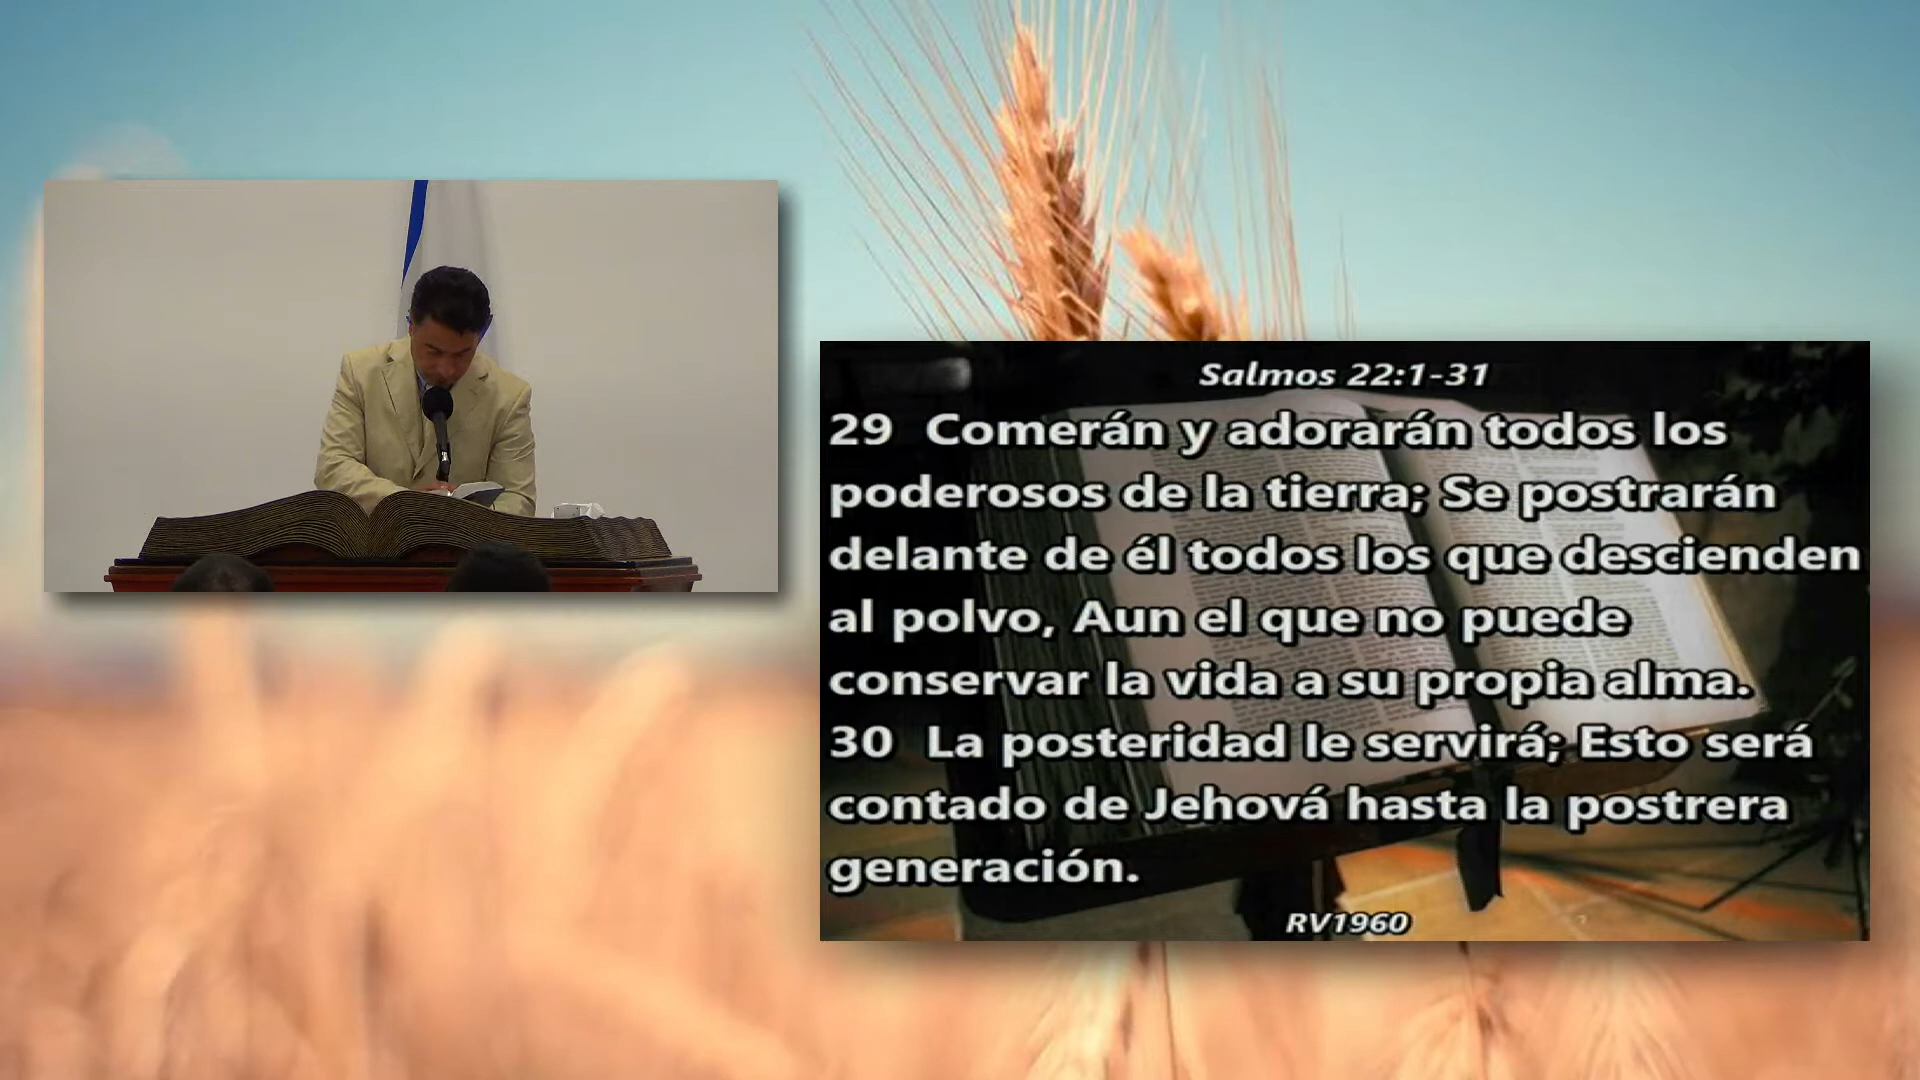 Salmos 22:1-31
29 Comerán y adorarán todos los
poderosos de la tierra; Se postrarán
delante de él todos los que descienden
al polvo, Aun el que no puede
conservar la vida a su propia alma.
30 La posteridad le servirá; Esto será
contado de Jehová hasta la postrera
generación.
RV1960